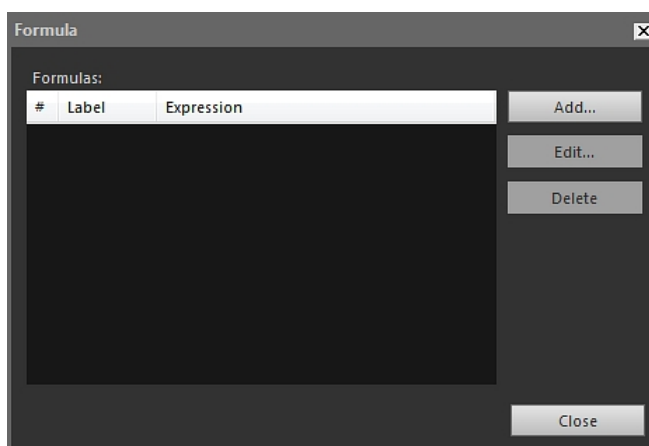 Formula
Formulas:
# Label Expression
Add...
Edit...
Delete
Close